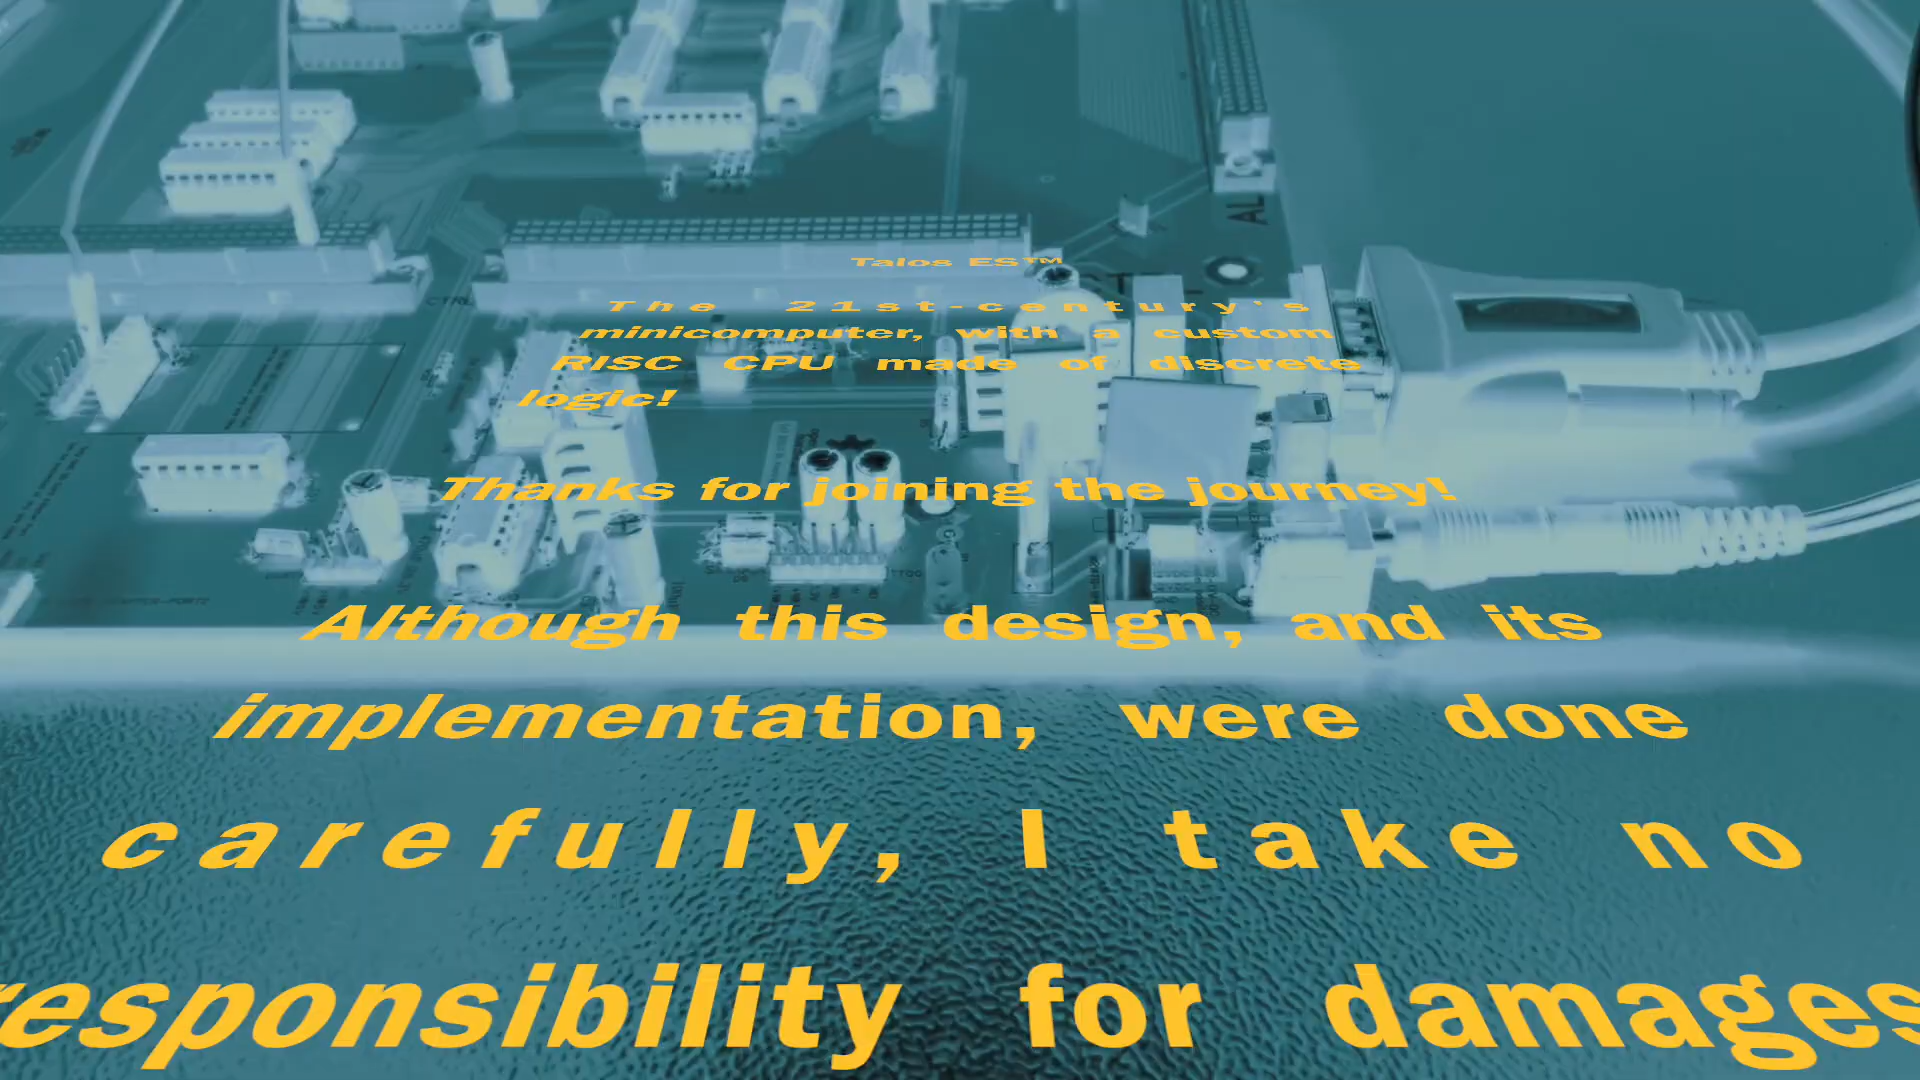 Talos ES™
The 21st-century's
minicomputer, with a custom
RISC CPU made of discrete
logic!
Thanks for joining the journey!
Although this design, and its
implementation, were done
carefully, I take no
responsibility for damages